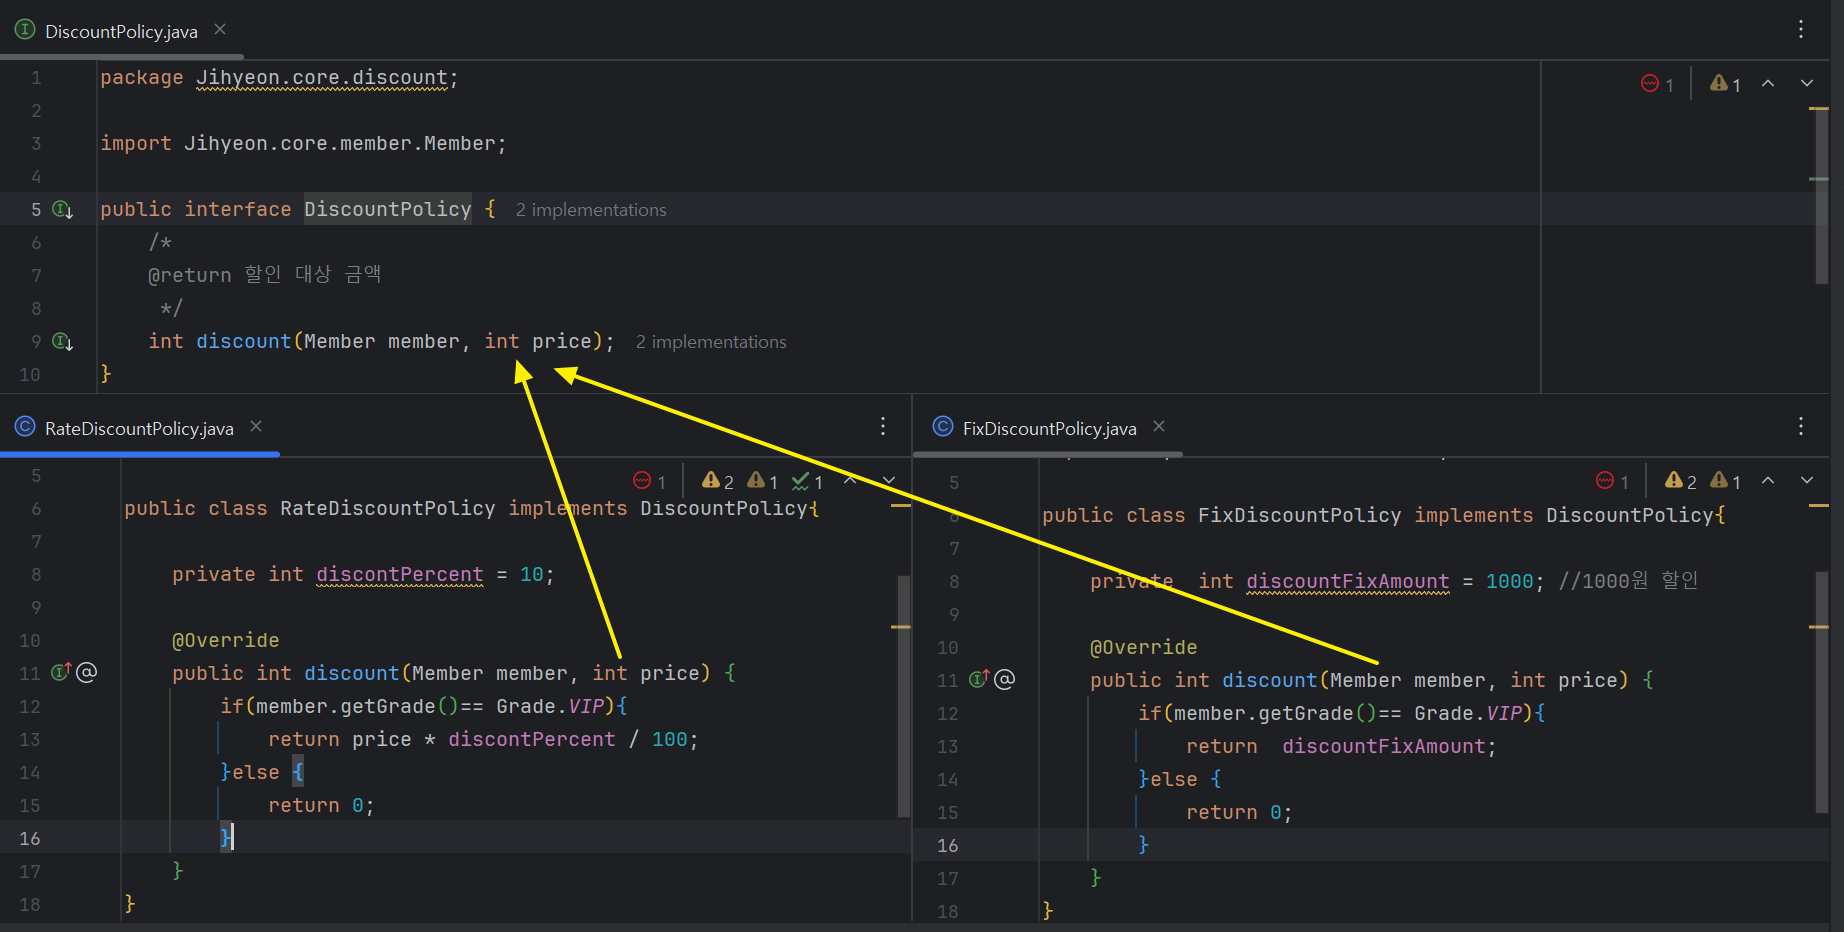 DiscountPolicy.java
1 package Jihyeon.core.discount;
1 1
2
3 import Jihyeon.core.member.Member;
4
5 public interface DiscountPolicy { 2 implementations
6 /*
7 @return 할인 대상 금액
8 */
9 int discount(Member member, int price); 2 implementations
10 }
RateDiscountPolicy.java
5
1 2 1 1
6 public class RateDiscountPolicy implements DiscountPolicy{
7
8 private int discontPercent = 10;
9
10 @Override
11 public int discount(Member member, int price) {
12 if(member.getGrade()== Grade.VIP){
13 return price * discontPercent / 100;
14 }else {
15 return 0;
16 }
17 }
18 }
FixDiscountPolicy.java
5
1 2 1
6 public class FixDiscountPolicy implements DiscountPolicy{
7
8 private int discountFixAmount = 1000; //1000원 할인
9
10 @Override
11 public int discount(Member member, int price) {
12 if(member.getGrade()== Grade.VIP){
13 return discountFixAmount;
14 }else {
15 return 0;
16 }
17 }
18 }